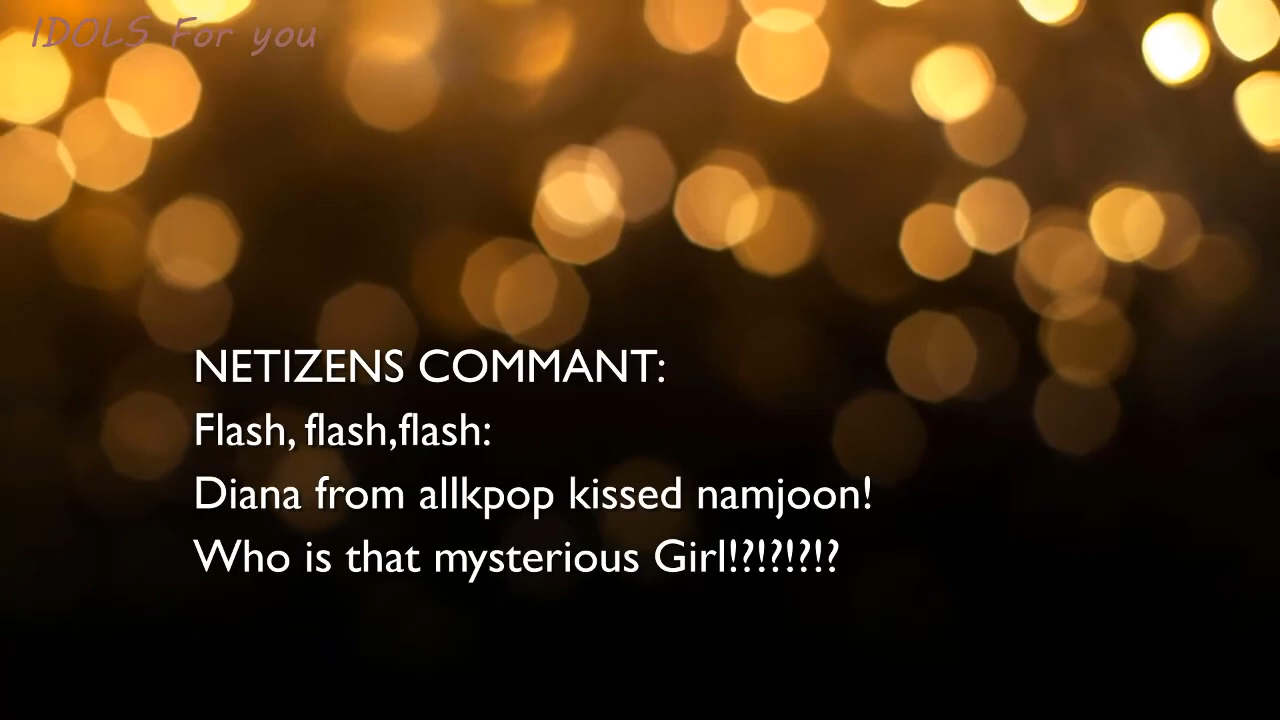 IDOLS For you
NETIZENS COMMANT:
Flash, flash,flash:
Diana from allkpop kissed namjoon!
Who is that mysterious Girl!?!?!?!?